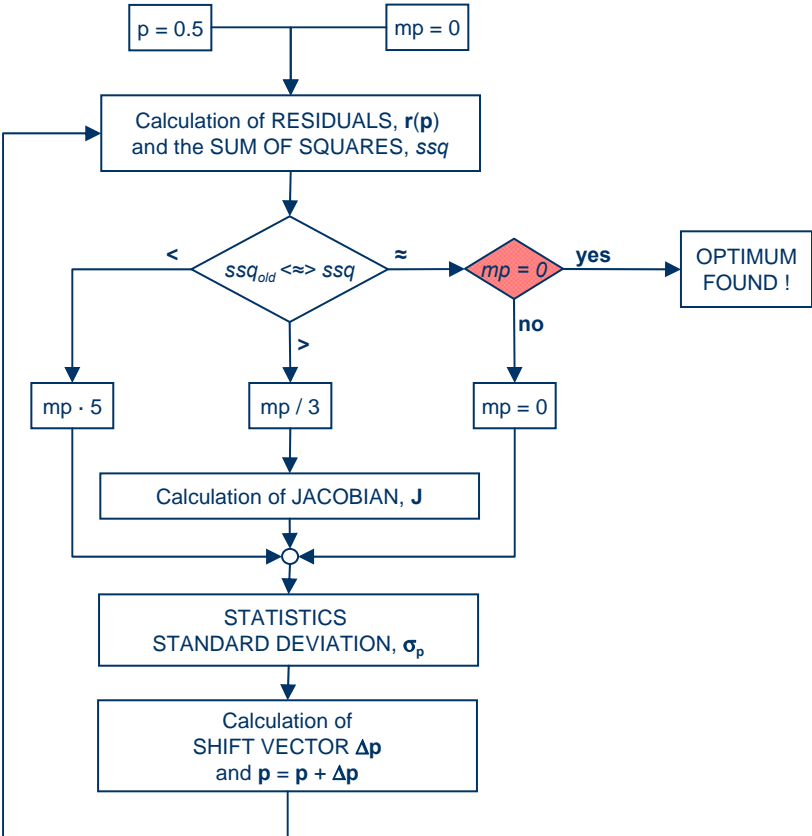 p = 0.5
mp = 0
Calculation of RESIDUALS, r(p)
and the SUM OF SQUARES, ssq
<
ssq_old <≈> ssq
≈
mp = 0
yes
OPTIMUM
FOUND !
no
>
mp · 5
mp / 3
mp = 0
Calculation of JACOBIAN, J
STATISTICS
STANDARD DEVIATION, σ_p
Calculation of
SHIFT VECTOR Δp
and p = p + Δp